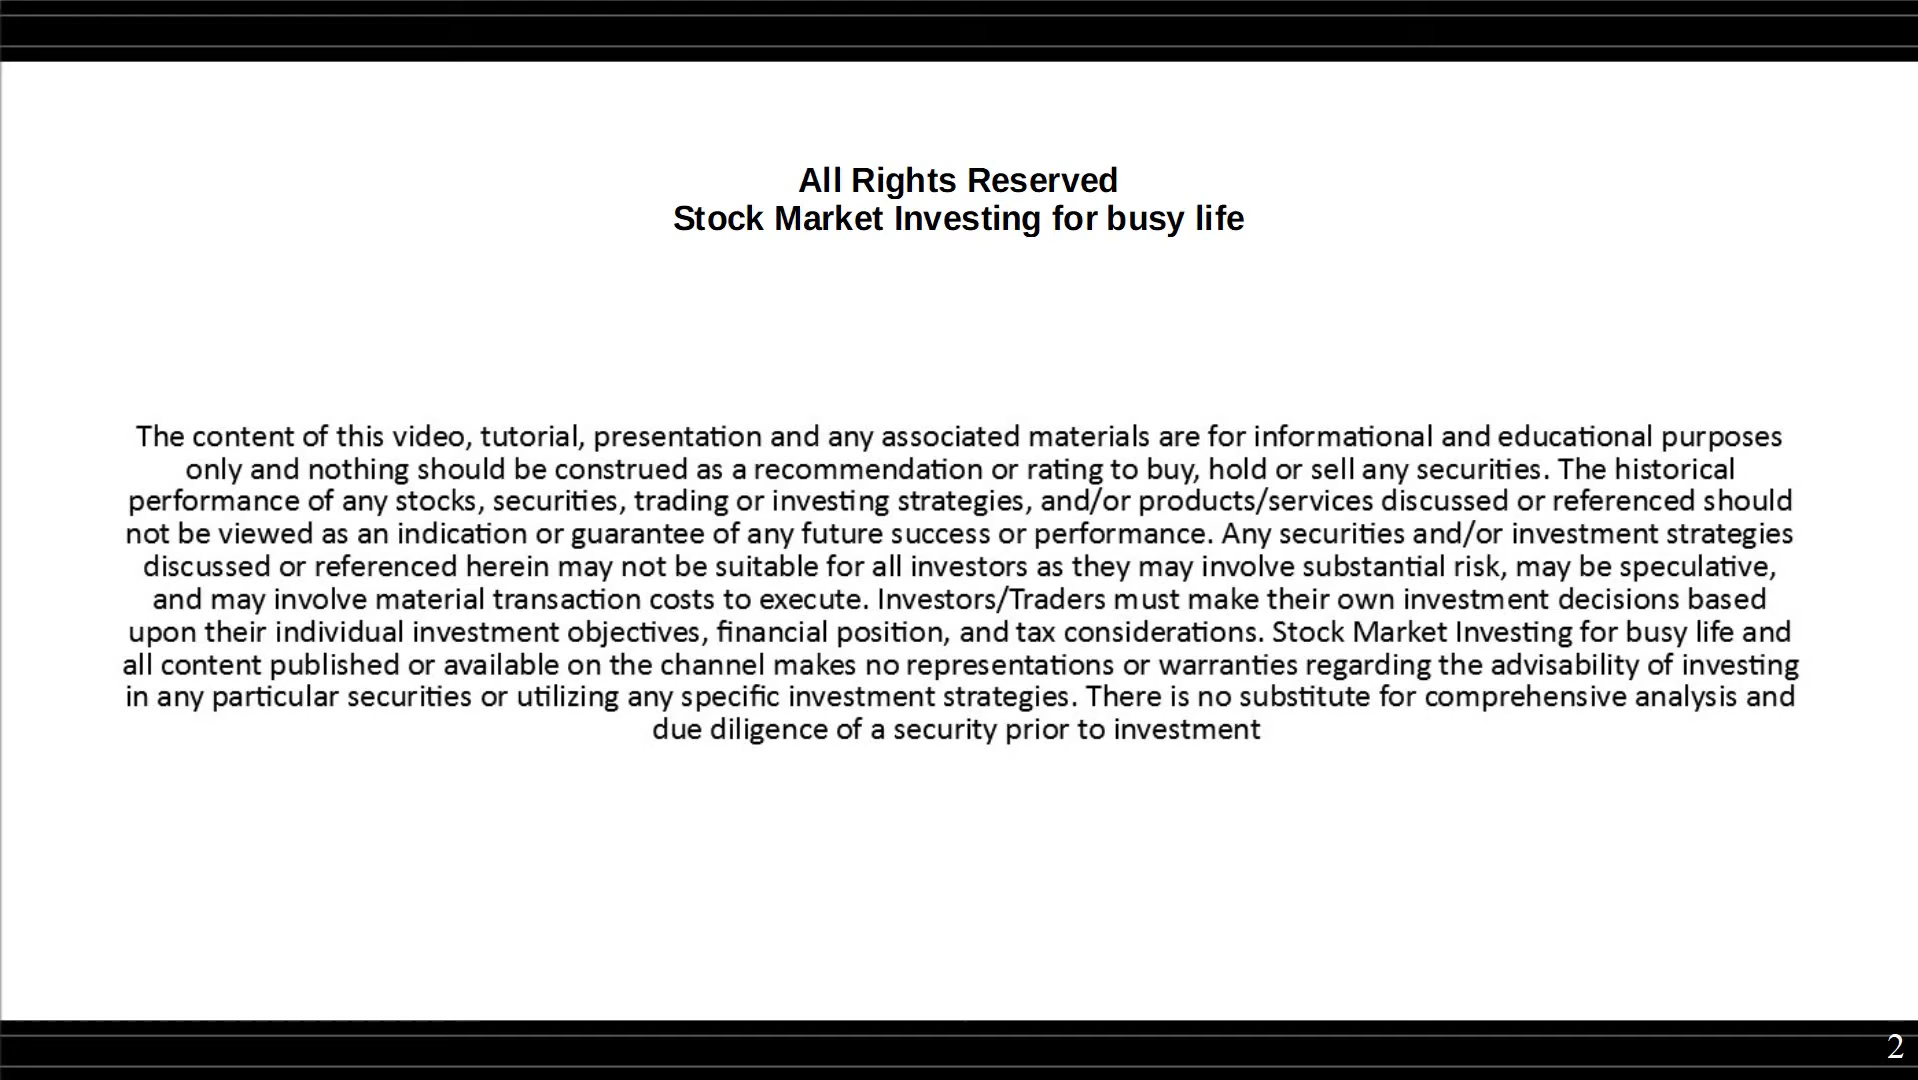 All Rights Reserved
Stock Market Investing for busy life
The content of this video, tutorial, presentation and any associated materials are for informational and educational purposes
only and nothing should be construed as a recommendation or rating to buy, hold or sell any securities. The historical
performance of any stocks, securities, trading or investing strategies, and/or products/services discussed or referenced should
not be viewed as an indication or guarantee of any future success or performance. Any securities and/or investment strategies
discussed or referenced herein may not be suitable for all investors as they may involve substantial risk, may be speculative,
and may involve material transaction costs to execute. Investors/Traders must make their own investment decisions based
upon their individual investment objectives, financial position, and tax considerations. Stock Market Investing for busy life and
all content published or available on the channel makes no representations or warranties regarding the advisability of investing
in any particular securities or utilizing any specific investment strategies. There is no substitute for comprehensive analysis and
due diligence of a security prior to investment
2